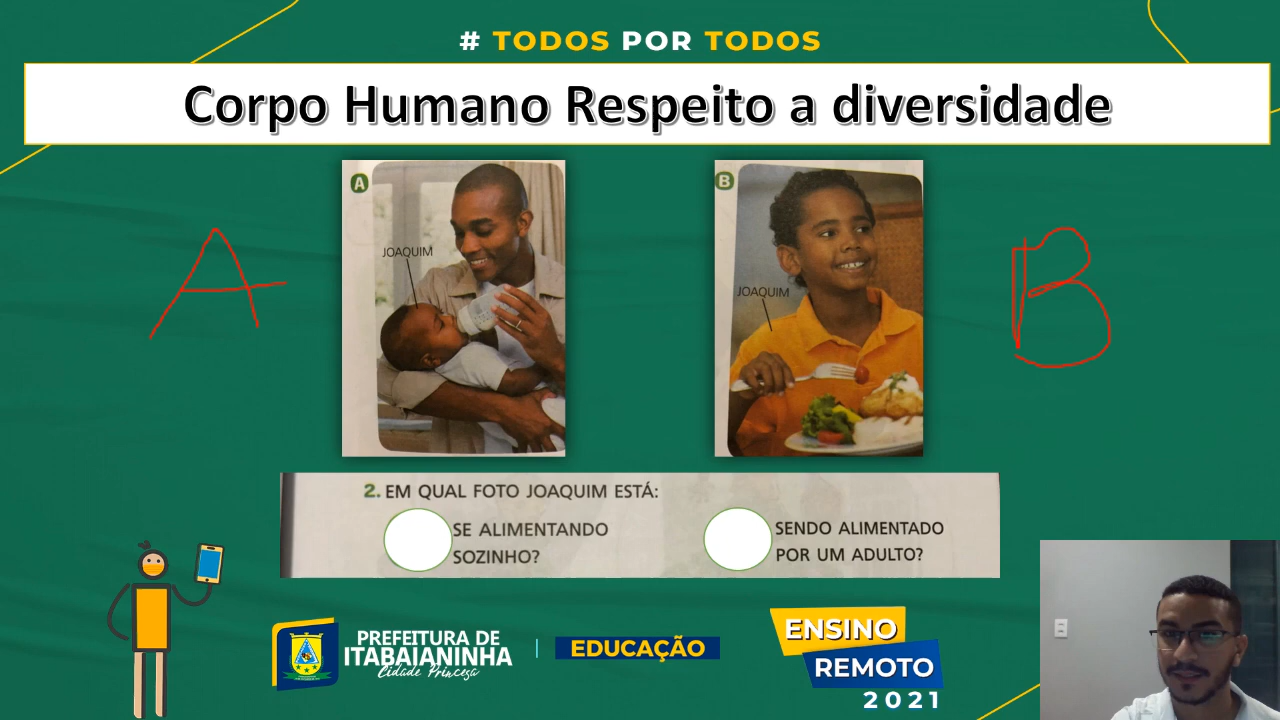 # TODOS POR TODOS
Corpo Humano Respeito a diversidade
A
JOAQUIM
B
JOAQUIM
A
B
2. EM QUAL FOTO JOAQUIM ESTÁ:
SE ALIMENTANDO
SOZINHO?
SENDO ALIMENTADO
POR UM ADULTO?
PREFEITURA DE
ITABAIANINHA
Cidade Princesa
EDUCAÇÃO
ENSINO
REMOTO
2021